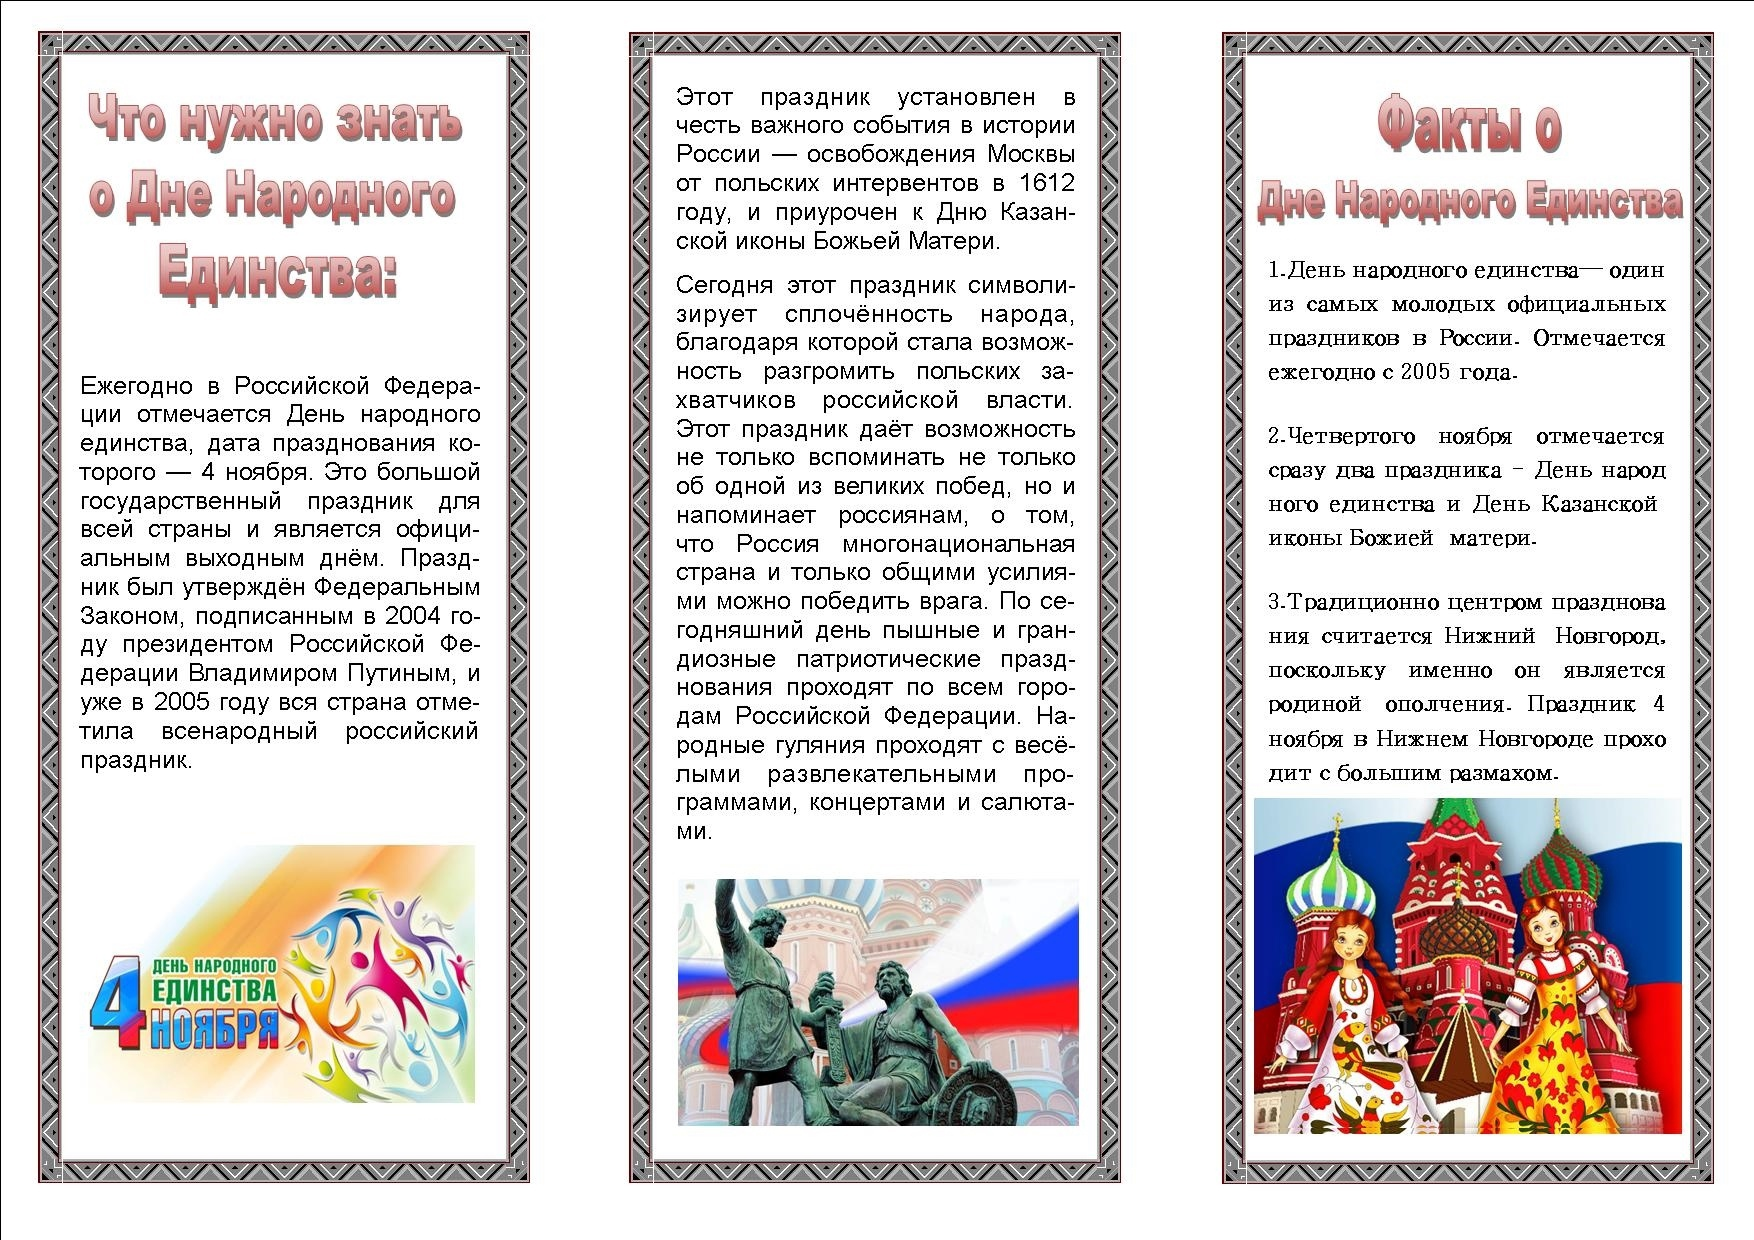 Что нужно знать
о Дне Народного
Единства:
Ежегодно в Российской Федера-
ции отмечается День народного
единства, дата празднования ко-
торого — 4 ноября. Это большой
государственный праздник для
всей страны и является офици-
альным выходным днём. Празд-
ник был утверждён Федеральным
Законом, подписанным в 2004 го-
ду президентом Российской Фе-
дерации Владимиром Путиным, и
уже в 2005 году вся страна отме-
тила всенародный российский
праздник.
4
ДЕНЬ НАРОДНОГО
ЕДИНСТВА
НОЯБРЯ
Этот праздник установлен в
честь важного события в истории
России — освобождения Москвы
от польских интервентов в 1612
году, и приурочен к Дню Казан-
ской иконы Божьей Матери.
Сегодня этот праздник символи-
зирует сплочённость народа,
благодаря которой стала возмож-
ность разгромить польских за-
хватчиков российской власти.
Этот праздник даёт возможность
не только вспоминать не только
об одной из великих побед, но и
напоминает россиянам, о том,
что Россия многонациональная
страна и только общими усилия-
ми можно победить врага. По се-
годняшний день пышные и гран-
диозные патриотические празд-
нования проходят по всем горо-
дам Российской Федерации. На-
родные гуляния проходят с весё-
лыми развлекательными про-
граммами, концертами и салюта-
ми.
Факты о
Дне Народного Единства
1.День народного единства— один
из самых молодых официальных
праздников в России. Отмечается
ежегодно с 2005 года.
2.Четвертого ноября отмечается
сразу два праздника - День народ
ного единства и День Казанской
иконы Божией матери.
3.Традиционно центром празднова
ния считается Нижний Новгород,
поскольку именно он является
родиной ополчения. Праздник 4
ноября в Нижнем Новгороде прохо
дит с большим размахом.